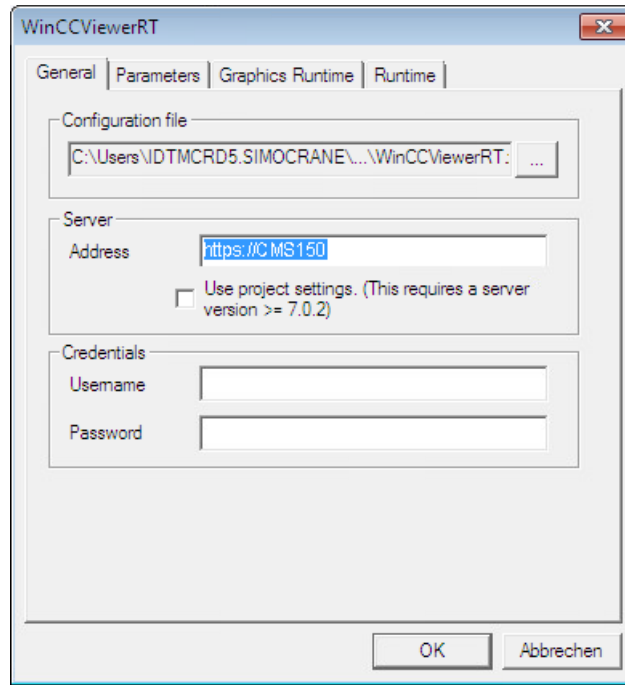 WinCCViewerRT
General Parameters Graphics Runtime Runtime
Configuration file
C:\Users\IDTMCRD5.SIMOCRANE\...\WinCCViewerRT. ...
Server
Address https://CMS150
Use project settings. (This requires a server
version >= 7.0.2)
Credentials
Username
Password
OK Abbrechen